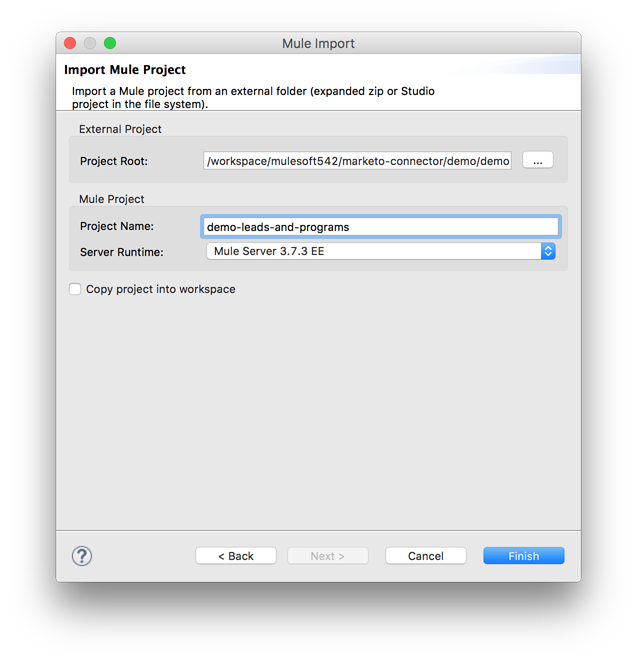 Mule Import
Import Mule Project
Import a Mule project from an external folder (expanded zip or Studio
project in the file system).
External Project
Project Root: /workspace/mulesoft542/marketo-connector/demo/demo ...
Mule Project
Project Name: demo-leads-and-programs
Server Runtime: Mule Server 3.7.3 EE
Copy project into workspace
? < Back Next > Cancel Finish